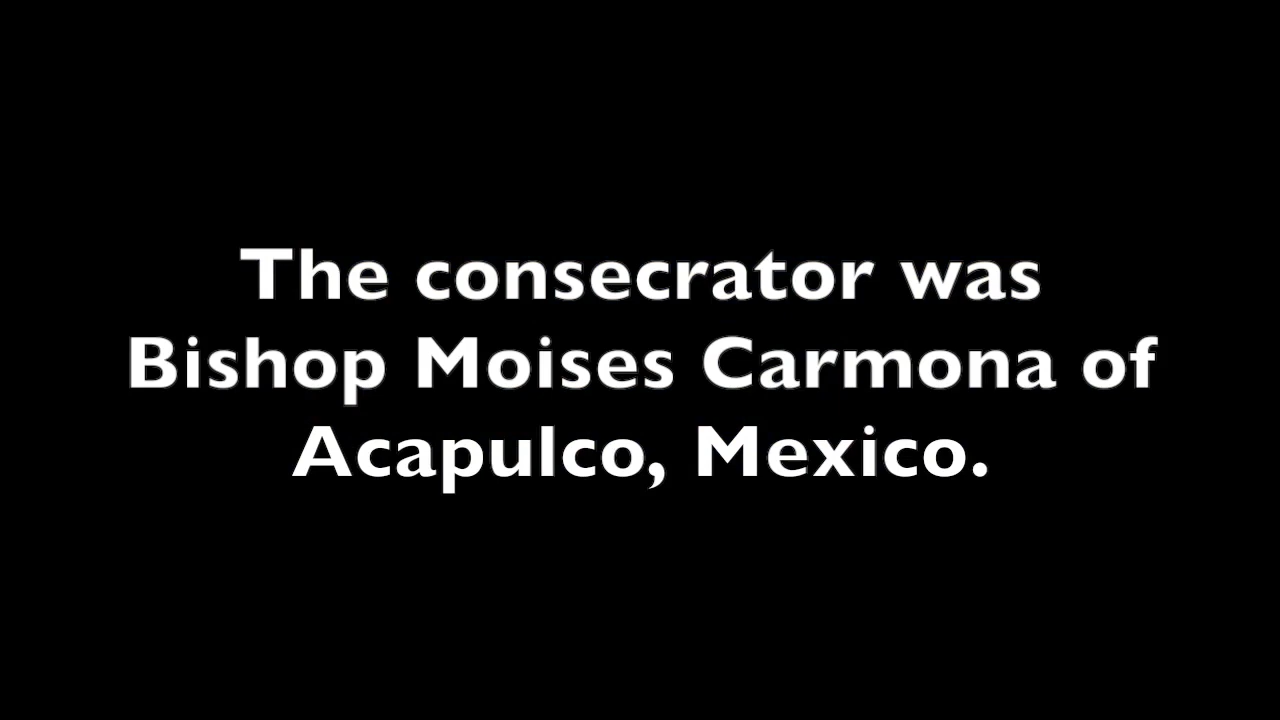 The consecrator was
Bishop Moises Carmona of
Acapulco, Mexico.